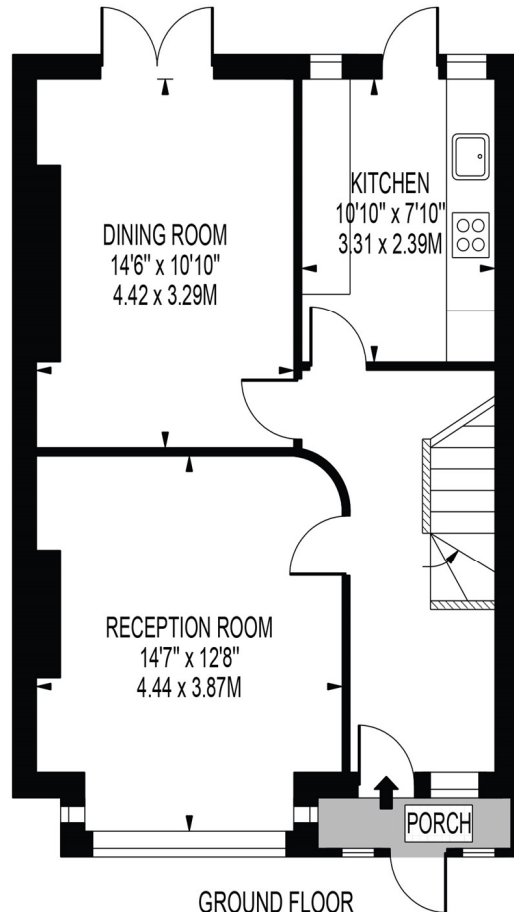 KITCHEN
10'10" x 7'10"
3.31 x 2.39M
DINING ROOM
14'6" x 10'10"
4.42 x 3.29M
RECEPTION ROOM
14'7" x 12'8"
4.44 x 3.87M
PORCH
GROUND FLOOR